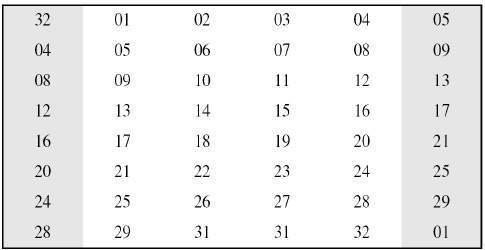 32 01 02 03 04 05
04 05 06 07 08 09
08 09 10 11 12 13
12 13 14 15 16 17
16 17 18 19 20 21
20 21 22 23 24 25
24 25 26 27 28 29
28 29 31 31 32 01